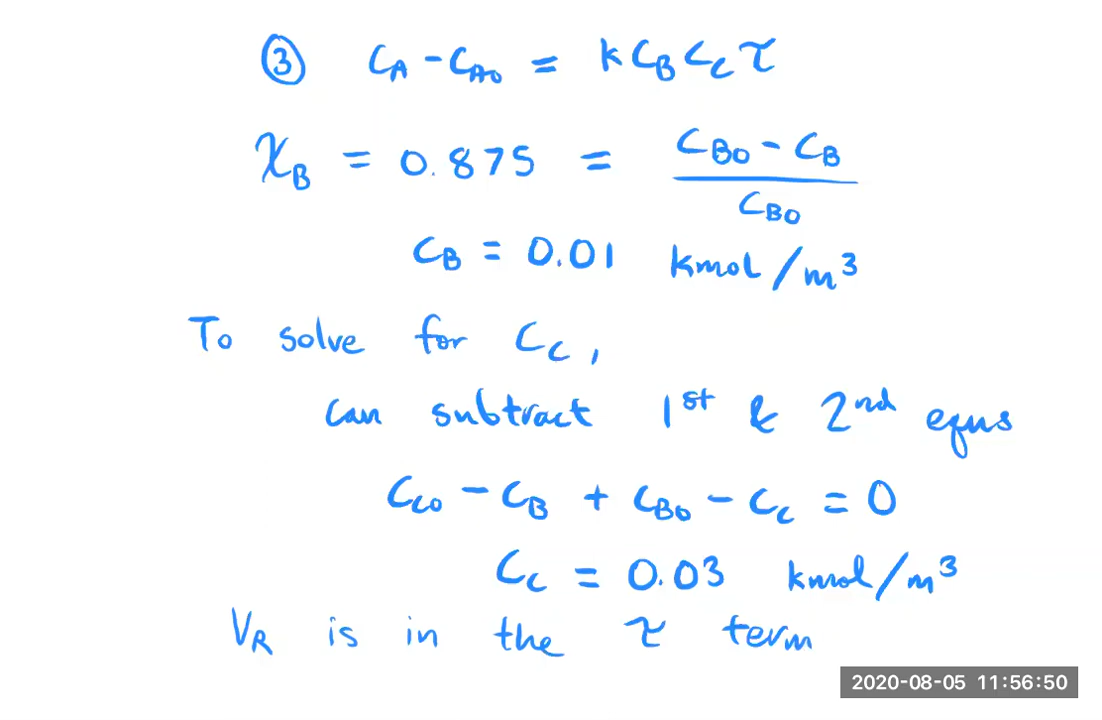 ③ C_A - C_A0 = k C_B C_C τ
X_B = 0.875 = (C_B0 - C_B) / C_B0
C_B = 0.01 kmol/m³
To solve for C_C,
can subtract 1st & 2nd eqns
C_C0 - C_B + C_B0 - C_C = 0
C_C = 0.03 kmol/m³
V_R is in the τ term
2020-08-05 11:56:50